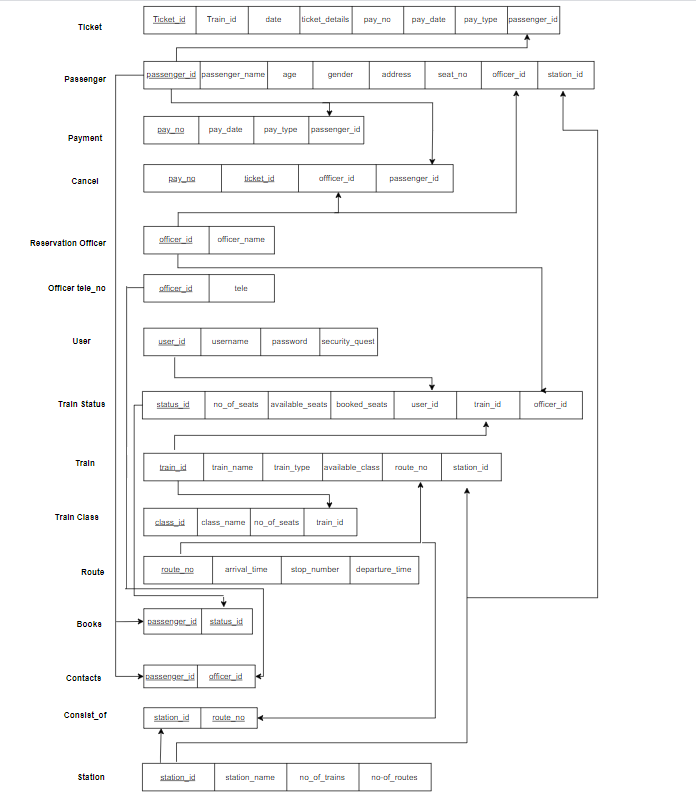 Ticket Ticket_id Train_id date ticket_details pay_no pay_date pay_type passenger_id
Passenger passenger_id passenger_name age gender address seat_no officer_id station_id
Payment pay_no pay_date pay_type passenger_id
Cancel pay_no ticket_id offficer_id passenger_id
Reservation Officer officer_id officer_name
Officer tele_no officer_id tele
User user_id username password security_quest
Train Status status_id no_of_seats available_seats booked_seats user_id train_id officer_id
Train train_id train_name train_type available_class route_no station_id
Train Class class_id class_name no_of_seats train_id
Route route_no arrival_time stop_number departure_time
Books passenger_id status_id
Contacts passenger_id officer_id
Consist_of station_id route_no
Station station_id station_name no_of_trains no-of_routes